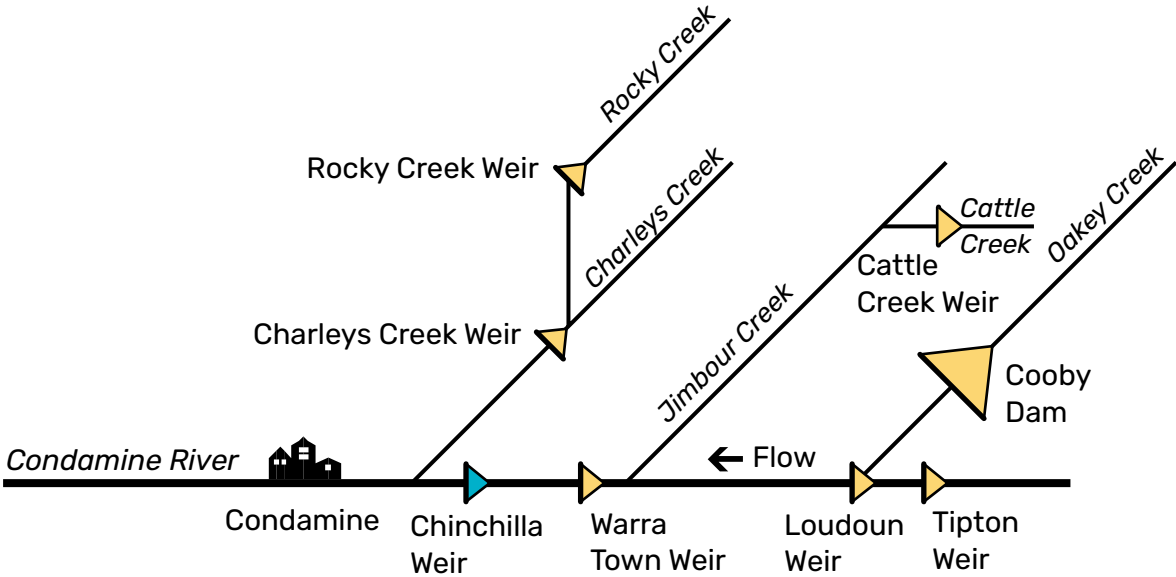 Rocky Creek
Rocky Creek Weir
Charleys Creek
Cattle
Creek
Oakey Creek
Cattle
Creek Weir
Charleys Creek Weir
Jimbour Creek
Cooby
Dam
Condamine River
Flow
Condamine
Chinchilla
Weir
Warra
Town Weir
Loudoun
Weir
Tipton
Weir